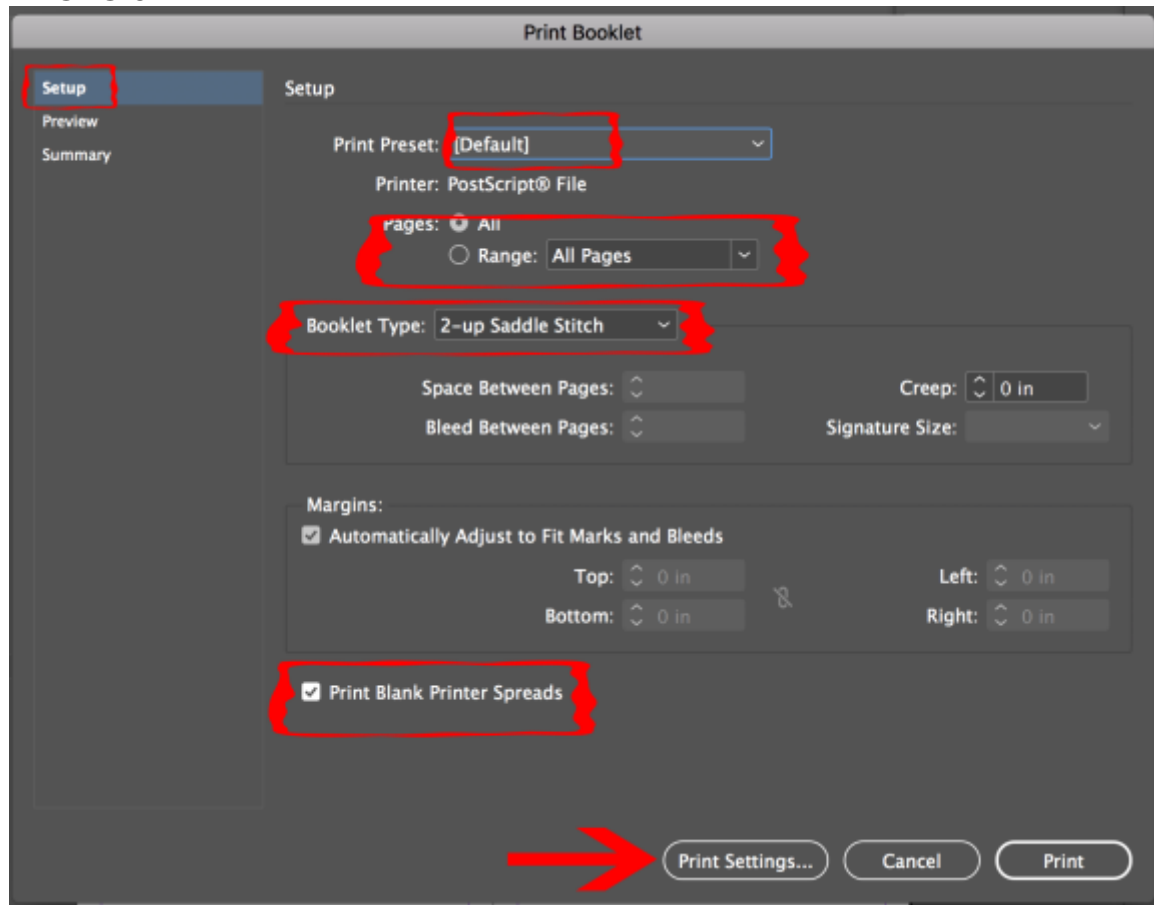 Print Booklet
Setup
Preview
Summary
Setup
Print Preset: [Default]
Printer: PostScript® File
Pages: All
Range: All Pages
Booklet Type: 2-up Saddle Stitch
Space Between Pages:
Creep: 0 in
Bleed Between Pages:
Signature Size:
Margins:
Automatically Adjust to Fit Marks and Bleeds
Top: 0 in
Left: 0 in
Bottom: 0 in
Right: 0 in
Print Blank Printer Spreads
Print Settings...
Cancel
Print